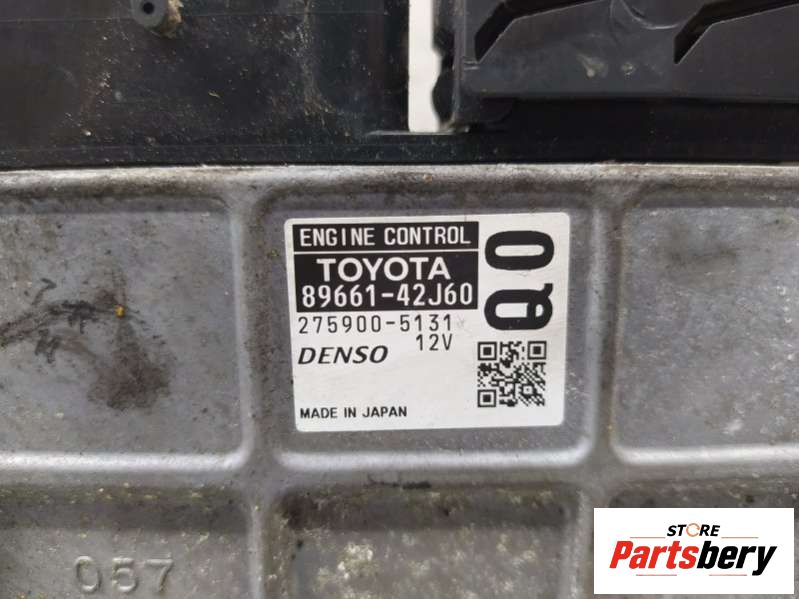 ENGINE CONTROL
TOYOTA
89661-42J60
275900-5131
12V
DENSO
MADE IN JAPAN
Q0
057
STORE
Partsbery